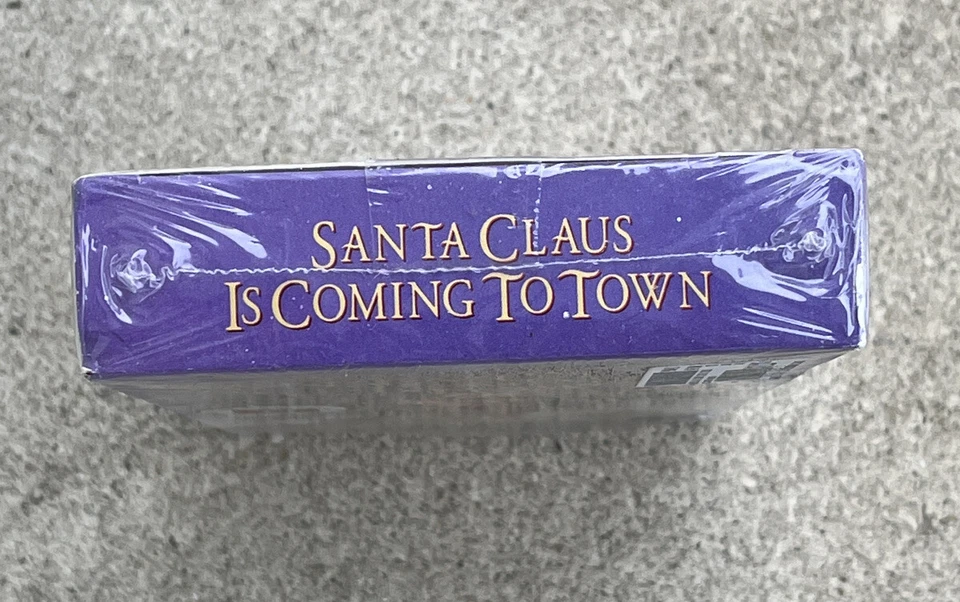 SANTA CLAUS
IS COMING TO TOWN